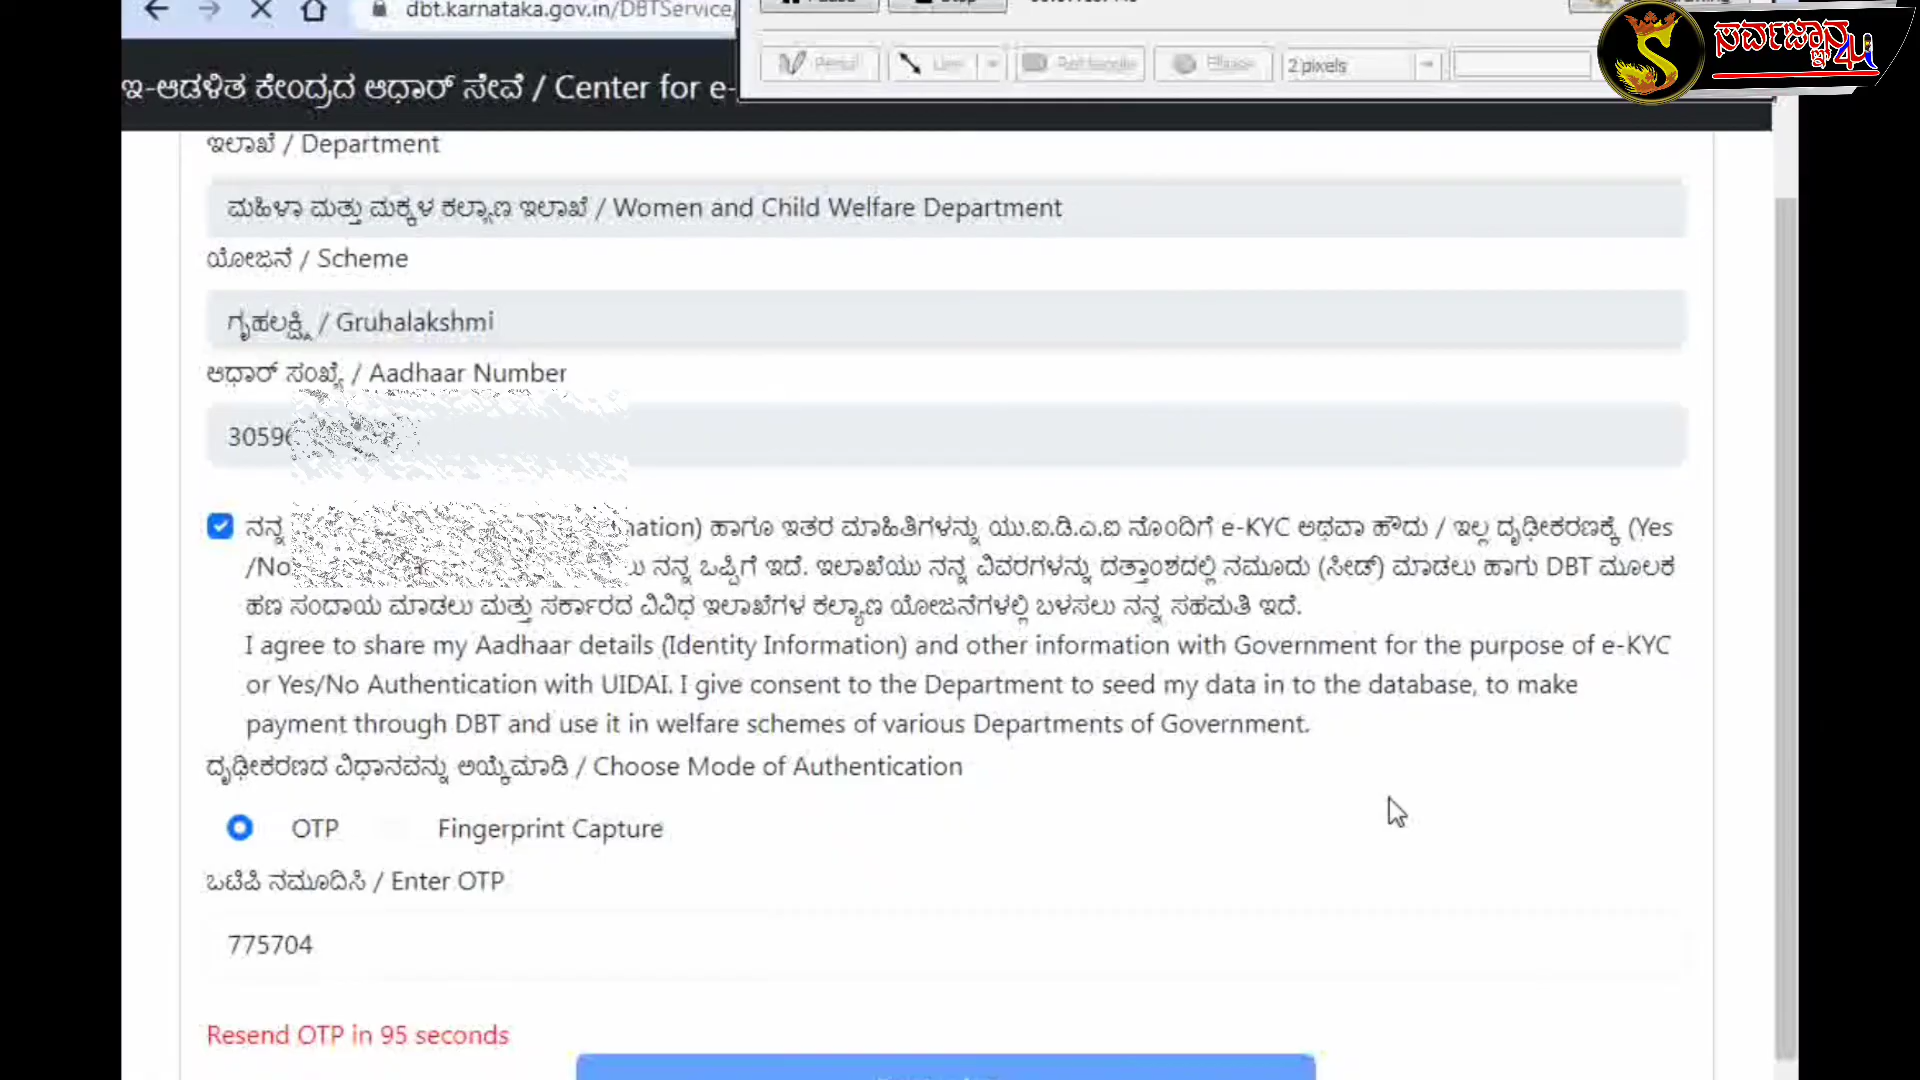 dbt.karnataka.gov.in/DBTService/
ಸರ್ವಜ್ಞಾನ
4U
S
2 pixels
ಇ-ಆಡಳಿತ ಕೇಂದ್ರದ ಆಧಾರ್ ಸೇವೆ / Center for e-
ಇಲಾಖೆ / Department
ಮಹಿಳಾ ಮತ್ತು ಮಕ್ಕಳ ಕಲ್ಯಾಣ ಇಲಾಖೆ / Women and Child Welfare Department
ಯೋಜನೆ / Scheme
ಗೃಹಲಕ್ಷ್ಮಿ / Gruhalakshmi
ಆಧಾರ್ ಸಂಖ್ಯೆ / Aadhaar Number
3059
ನನ್ನ ಹಾಗೂ ಇತರ ಮಾಹಿತಿಗಳನ್ನು ಯು.ಐ.ಡಿ.ಎ.ಐ ನೊಂದಿಗೆ e-KYC ಅಥವಾ ಹೌದು / ಇಲ್ಲ ದೃಢೀಕರಣಕ್ಕೆ (Yes
/No ನನ್ನ ಒಪ್ಪಿಗೆ ಇದೆ. ಇಲಾಖೆಯು ನನ್ನ ವಿವರಗಳನ್ನು ದತ್ತಾಂಶದಲ್ಲಿ ನಮೂದು (ಸೀಡ್) ಮಾಡಲು ಹಾಗು DBT ಮೂಲಕ
ಹಣ ಸಂದಾಯ ಮಾಡಲು ಮತ್ತು ಸರ್ಕಾರದ ವಿವಿಧ ಇಲಾಖೆಗಳ ಕಲ್ಯಾಣ ಯೋಜನೆಗಳಲ್ಲಿ ಬಳಸಲು ನನ್ನ ಸಹಮತಿ ಇದೆ.
I agree to share my Aadhaar details (Identity Information) and other information with Government for the purpose of e-KYC
or Yes/No Authentication with UIDAI. I give consent to the Department to seed my data in to the database, to make
payment through DBT and use it in welfare schemes of various Departments of Government.
ದೃಢೀಕರಣದ ವಿಧಾನವನ್ನು ಆಯ್ಕೆಮಾಡಿ / Choose Mode of Authentication
OTP Fingerprint Capture
ಒಟಿಪಿ ನಮೂದಿಸಿ / Enter OTP
775704
Resend OTP in 95 seconds